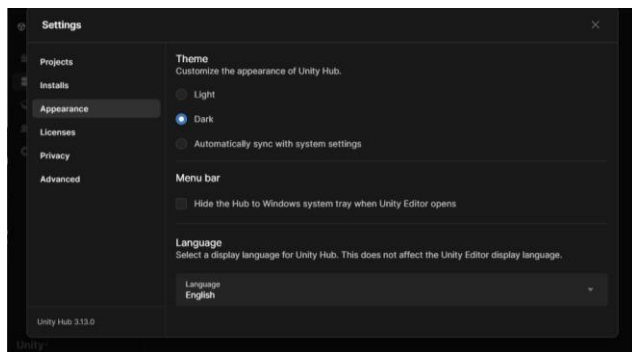 Settings
Projects
Installs
Appearance
Licenses
Privacy
Advanced
Unity Hub 3.13.0
Theme
Customize the appearance of Unity Hub.
Light
Dark
Automatically sync with system settings
Menu bar
Hide the Hub to Windows system tray when Unity Editor opens
Language
Select a display language for Unity Hub. This does not affect the Unity Editor display language.
Language
English
Unity